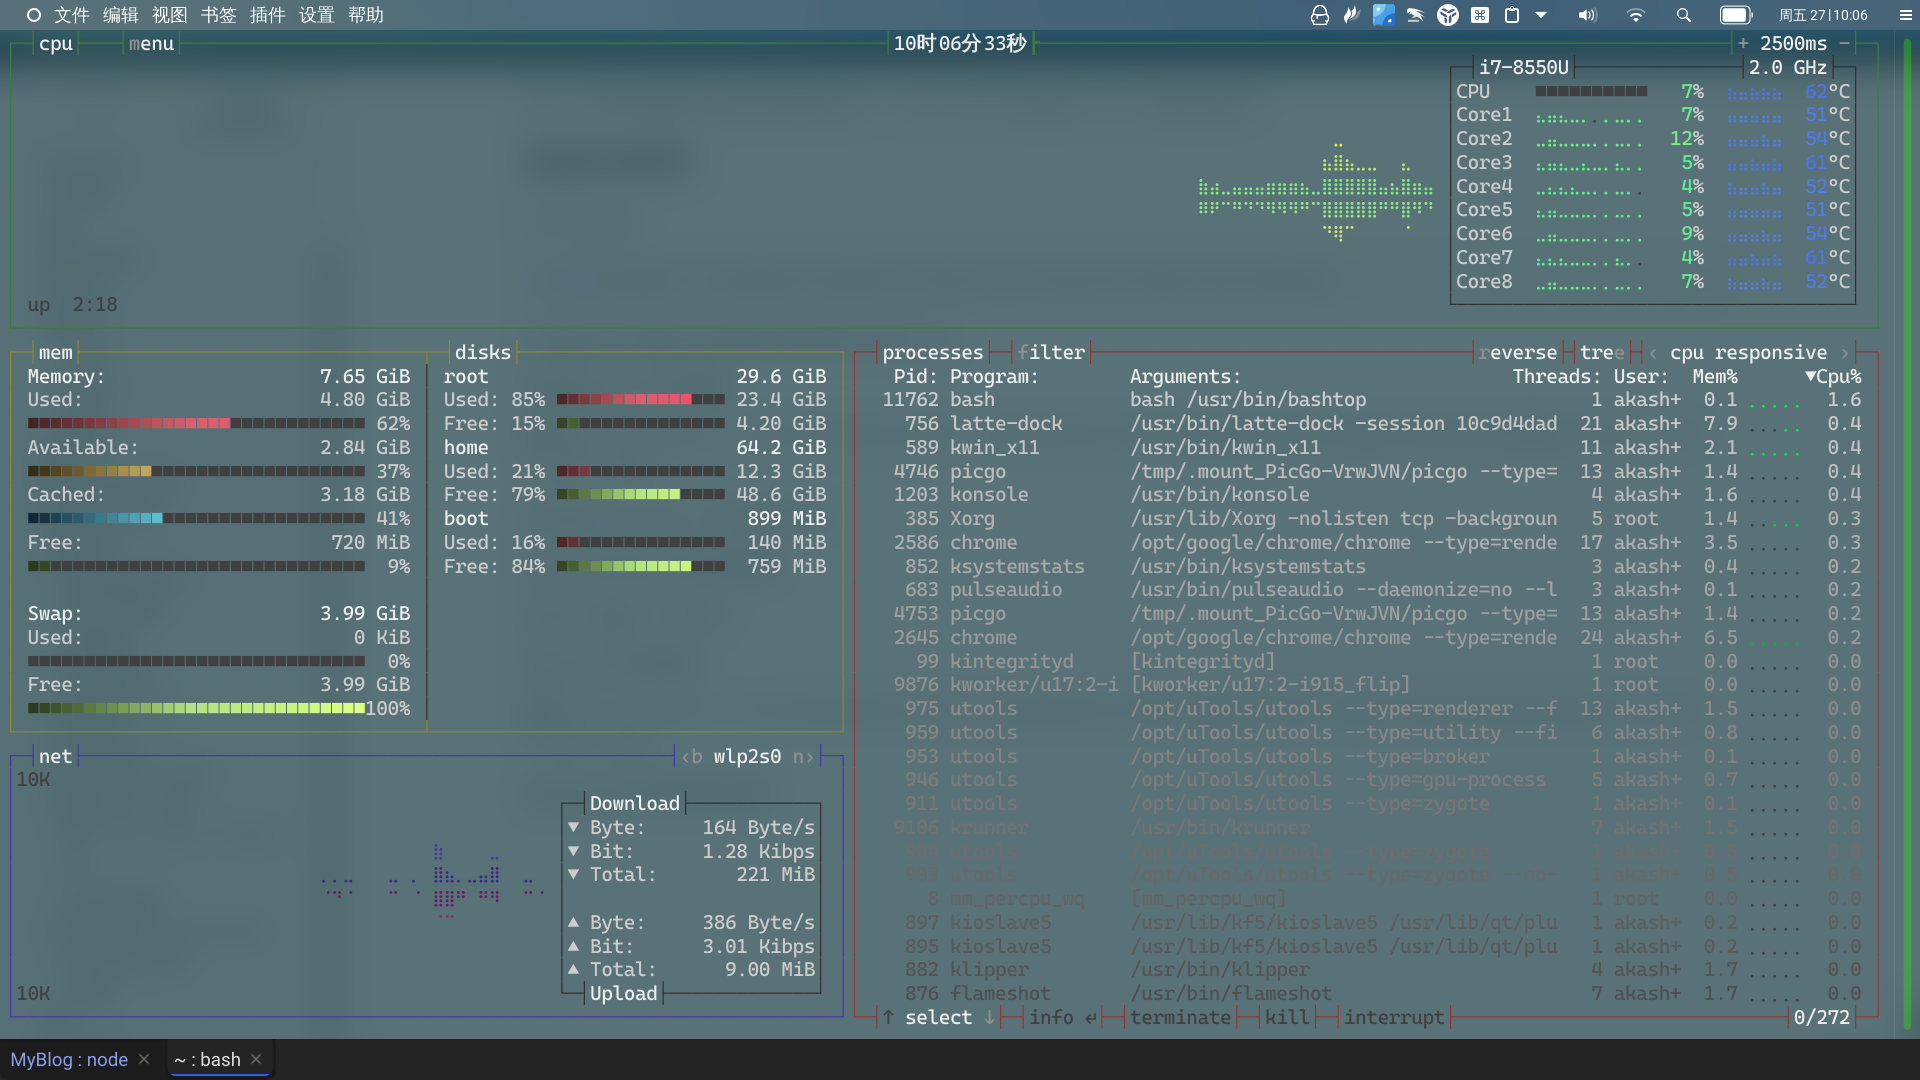 文件 编辑 视图 书签 插件 设置 帮助
周五 27 | 10:06
cpu menu 10时06分33秒 + 2500ms -
i7-8550U 2.0 GHz
CPU 7% 62°C
Core1 7% 51°C
Core2 12% 54°C
Core3 5% 61°C
Core4 4% 52°C
Core5 5% 51°C
Core6 9% 54°C
Core7 4% 61°C
Core8 7% 52°C
up 2:18
mem
Memory: 7.65 GiB
Used: 4.80 GiB
62%
Available: 2.84 GiB
37%
Cached: 3.18 GiB
41%
Free: 720 MiB
9%
Swap: 3.99 GiB
Used: 0 KiB
0%
Free: 3.99 GiB
100%
disks
root 29.6 GiB
Used: 85% 23.4 GiB
Free: 15% 4.20 GiB
home 64.2 GiB
Used: 21% 12.3 GiB
Free: 79% 48.6 GiB
boot 899 MiB
Used: 16% 140 MiB
Free: 84% 759 MiB
net ‹b wlp2s0 n›
10K
Download
▼ Byte: 164 Byte/s
▼ Bit: 1.28 Kibps
▼ Total: 221 MiB
▲ Byte: 386 Byte/s
▲ Bit: 3.01 Kibps
▲ Total: 9.00 MiB
Upload
10K
processes filter reverse tree ‹ cpu responsive ›
Pid: Program: Arguments: Threads: User: Mem% ▼Cpu%
11762 bash bash /usr/bin/bashtop 1 akash+ 0.1 1.6
756 latte-dock /usr/bin/latte-dock -session 10c9d4dad 21 akash+ 7.9 0.4
589 kwin_x11 /usr/bin/kwin_x11 11 akash+ 2.1 0.4
4746 picgo /tmp/.mount_PicGo-VrwJVN/picgo --type= 13 akash+ 1.4 0.4
1203 konsole /usr/bin/konsole 4 akash+ 1.6 0.4
385 Xorg /usr/lib/Xorg -nolisten tcp -backgroun 5 root 1.4 0.3
2586 chrome /opt/google/chrome/chrome --type=rende 17 akash+ 3.5 0.3
852 ksystemstats /usr/bin/ksystemstats 3 akash+ 0.4 0.2
683 pulseaudio /usr/bin/pulseaudio --daemonize=no --l 3 akash+ 0.1 0.2
4753 picgo /tmp/.mount_PicGo-VrwJVN/picgo --type= 13 akash+ 1.4 0.2
2645 chrome /opt/google/chrome/chrome --type=rende 24 akash+ 6.5 0.2
99 kintegrityd [kintegrityd] 1 root 0.0 0.0
9876 kworker/u17:2-i [kworker/u17:2-i915_flip] 1 root 0.0 0.0
975 utools /opt/uTools/utools --type=renderer --f 13 akash+ 1.5 0.0
959 utools /opt/uTools/utools --type=utility --fi 6 akash+ 0.8 0.0
953 utools /opt/uTools/utools --type=broker 1 akash+ 0.1 0.0
946 utools /opt/uTools/utools --type=gpu-process 5 akash+ 0.7 0.0
911 utools /opt/uTools/utools --type=zygote 1 akash+ 0.1 0.0
9106 krunner /usr/bin/krunner 7 akash+ 1.5 0.0
utools /opt/uTools/utools --type=zygote 1 akash+ 0.0
utools /opt/uTools/utools --type=zygote 1 akash+ 0.0
8 mm_percpu_wq [mm_percpu_wq] 1 root 0.0 0.0
897 kioslave5 /usr/lib/kf5/kioslave5 /usr/lib/qt/plu 1 akash+ 0.2 0.0
895 kioslave5 /usr/lib/kf5/kioslave5 /usr/lib/qt/plu 1 akash+ 0.2 0.0
882 klipper /usr/bin/klipper 4 akash+ 1.7 0.0
876 flameshot /usr/bin/flameshot 7 akash+ 1.7 0.0
↑ select ↓ info ↵ terminate kill interrupt 0/272
MyBlog : node × ~ : bash ×